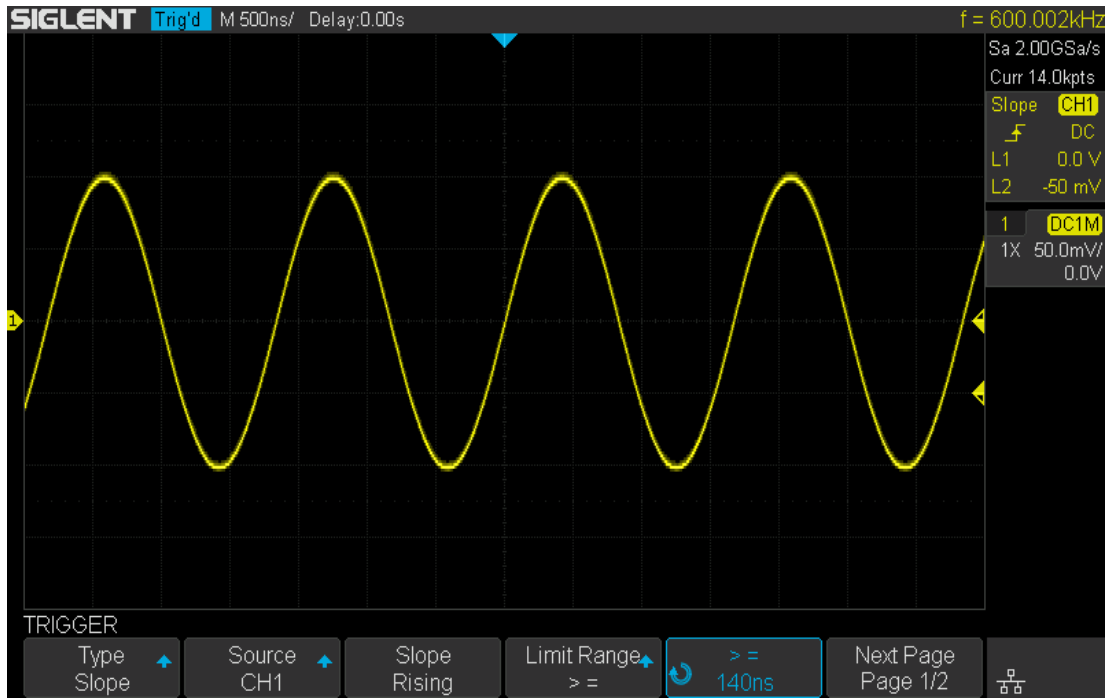 SIGLENT Trig'd M 500ns/ Delay:0.00s f = 600.002kHz
Sa 2.00GSa/s
Curr 14.0kpts
Slope CH1
DC
L1 0.0 V
L2 -50 mV
1 DC1M
1X 50.0mV/
0.0V
1
TRIGGER
Type Source Slope Limit Range > = Next Page
Slope CH1 Rising > = 140ns Page 1/2